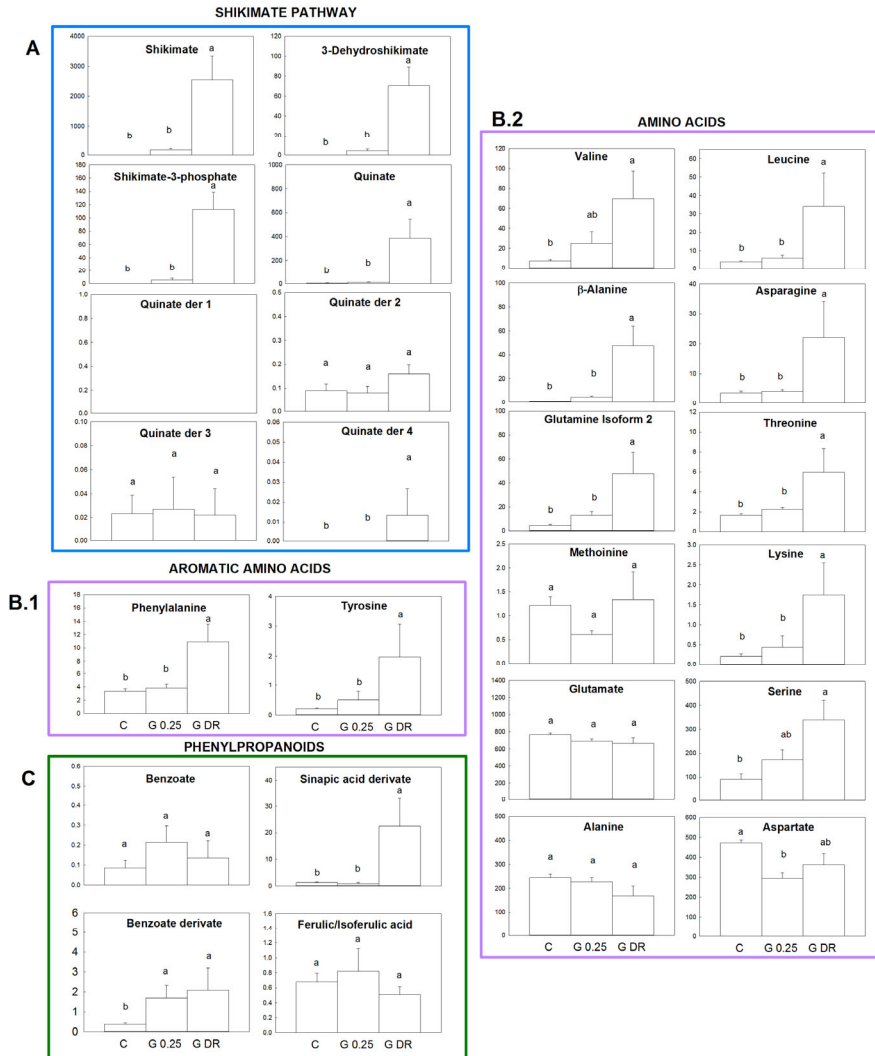 SHIKIMATE PATHWAY
A
Shikimate
4000
3000
2000
1000
0
b b a
3-Dehydroshikimate
120
100
80
60
40
20
0
b b a
Shikimate-3-phosphate
180
160
140
120
100
80
60
40
20
0
b b a
Quinate
1000
800
600
400
200
0
b b a
Quinate der 1
1.0
0.8
0.6
0.4
0.2
0.0
Quinate der 2
0.5
0.4
0.3
0.2
0.1
0.0
a a a
Quinate der 3
0.10
0.08
0.06
0.04
0.02
0.00
a a a
Quinate der 4
0.06
0.05
0.04
0.03
0.02
0.01
0.00
b b a
AROMATIC AMINO ACIDS
B.1
Phenylalanine
18
16
14
12
10
8
6
4
2
0
b b a
C G 0.25 G DR
Tyrosine
4
3
2
1
0
b b a
C G 0.25 G DR
PHENYLPROPANOIDS
C
Benzoate
0.6
0.5
0.4
0.3
0.2
0.1
0.0
a a a
Sinapic acid derivate
40
30
20
10
0
b b a
Benzoate derivate
6
5
4
3
2
1
0
b a a
C G 0.25 G DR
Ferulic/Isoferulic acid
1.6
1.4
1.2
1.0
0.8
0.6
0.4
0.2
0.0
a a a
C G 0.25 G DR
B.2
AMINO ACIDS
Valine
120
100
80
60
40
20
0
b ab a
Leucine
60
50
40
30
20
10
0
b b a
β-Alanine
100
80
60
40
20
0
b b a
Asparagine
40
30
20
10
0
b b a
Glutamine Isoform 2
100
80
60
40
20
0
b b a
Threonine
12
10
8
6
4
2
0
b b a
Methoinine
2.5
2.0
1.5
1.0
0.5
0.0
a a a
Lysine
3.0
2.5
2.0
1.5
1.0
0.5
0.0
b b a
Glutamate
1400
1200
1000
800
600
400
200
0
a a a
Serine
500
400
300
200
100
0
b ab a
Alanine
500
400
300
200
100
0
a a a
C G 0.25 G DR
Aspartate
600
500
400
300
200
100
0
a b ab
C G 0.25 G DR